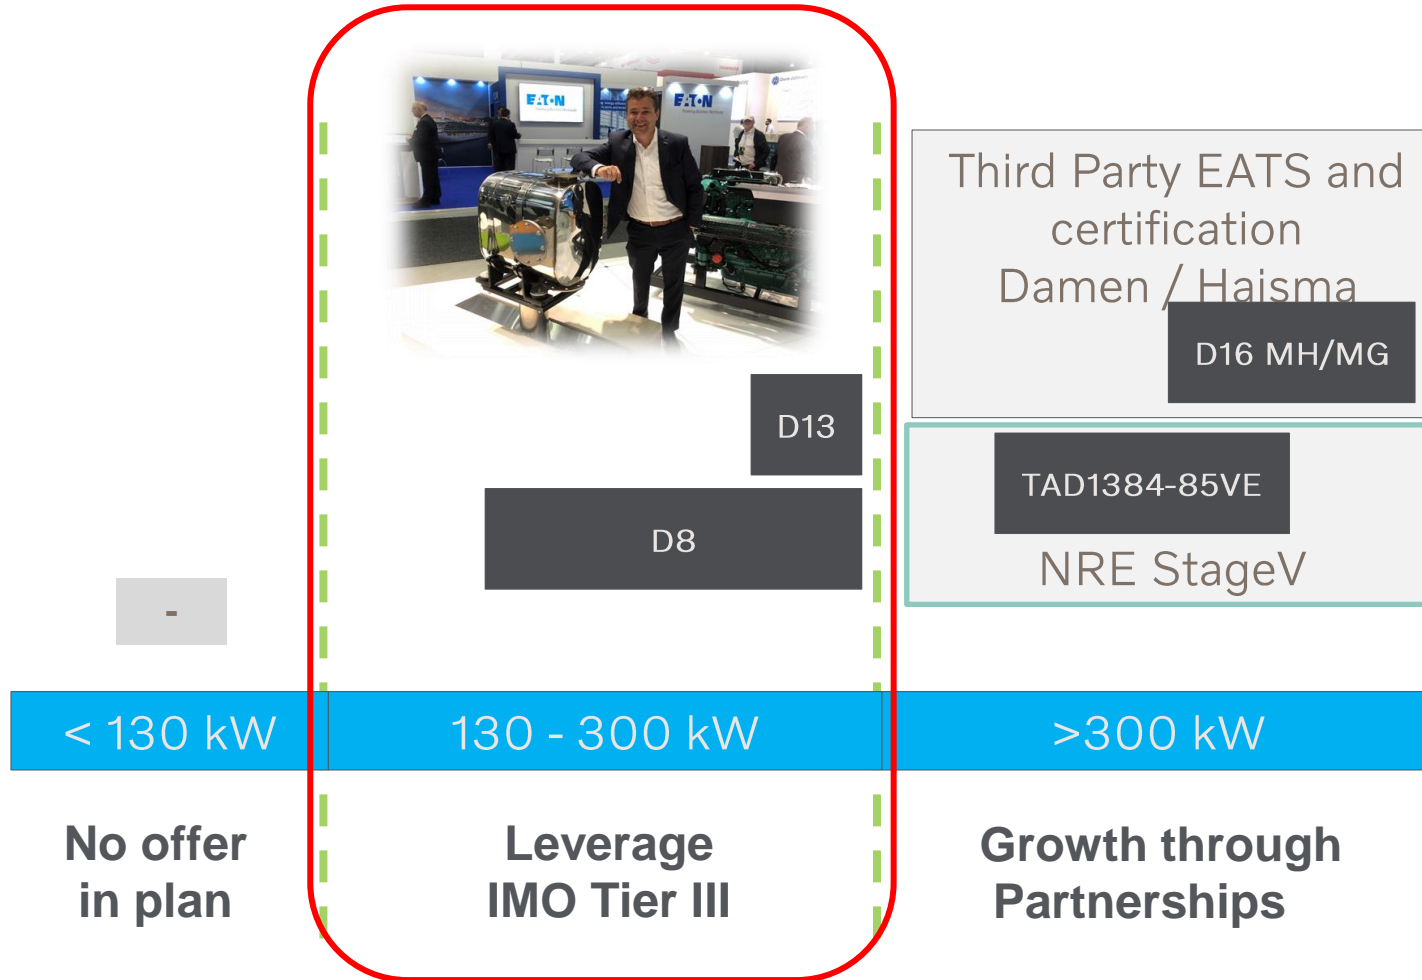 EATON
EATON
Third Party EATS and
certification
Damen / Haisma
D16 MH/MG
D13
TAD1384-85VE
D8
NRE StageV
-
< 130 kW
130 - 300 kW
>300 kW
No offer
in plan
Leverage
IMO Tier III
Growth through
Partnerships